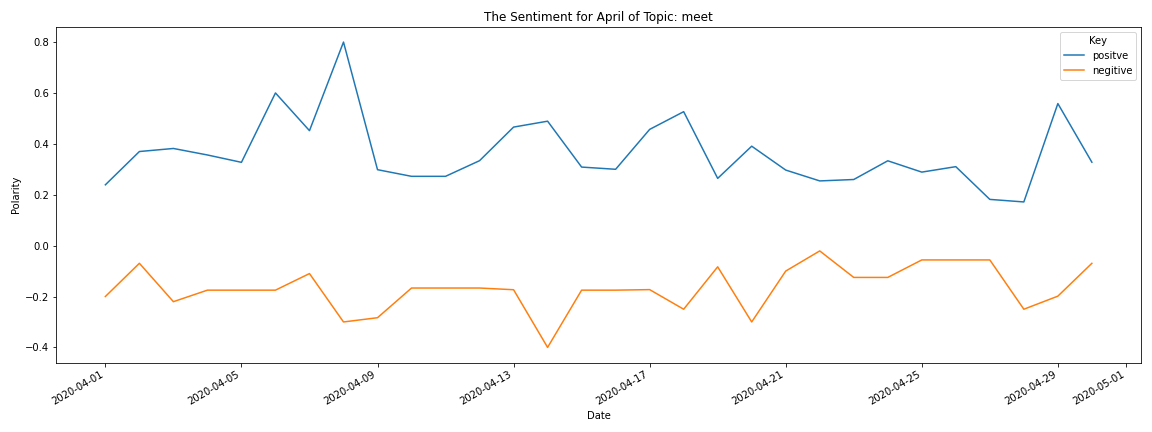 The Sentiment for April of Topic: meet
Key
positve
negitive
Polarity
0.8
0.6
0.4
0.2
0.0
−0.2
−0.4
2020-04-01
2020-04-05
2020-04-09
2020-04-13
2020-04-17
2020-04-21
2020-04-25
2020-04-29
2020-05-01
Date